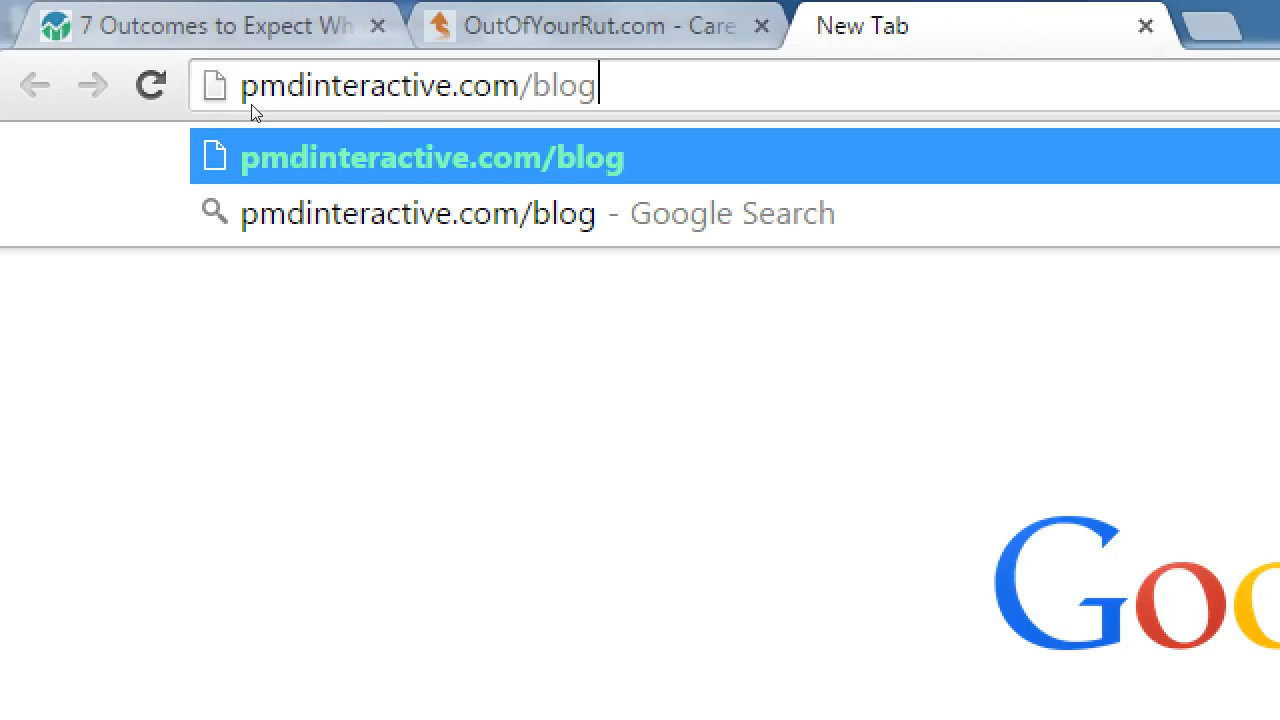 7 Outcomes to Expect Wh
OutOfYourRut.com - Care
New Tab
pmdinteractive.com/blog
pmdinteractive.com/blog
pmdinteractive.com/blog - Google Search
Goo